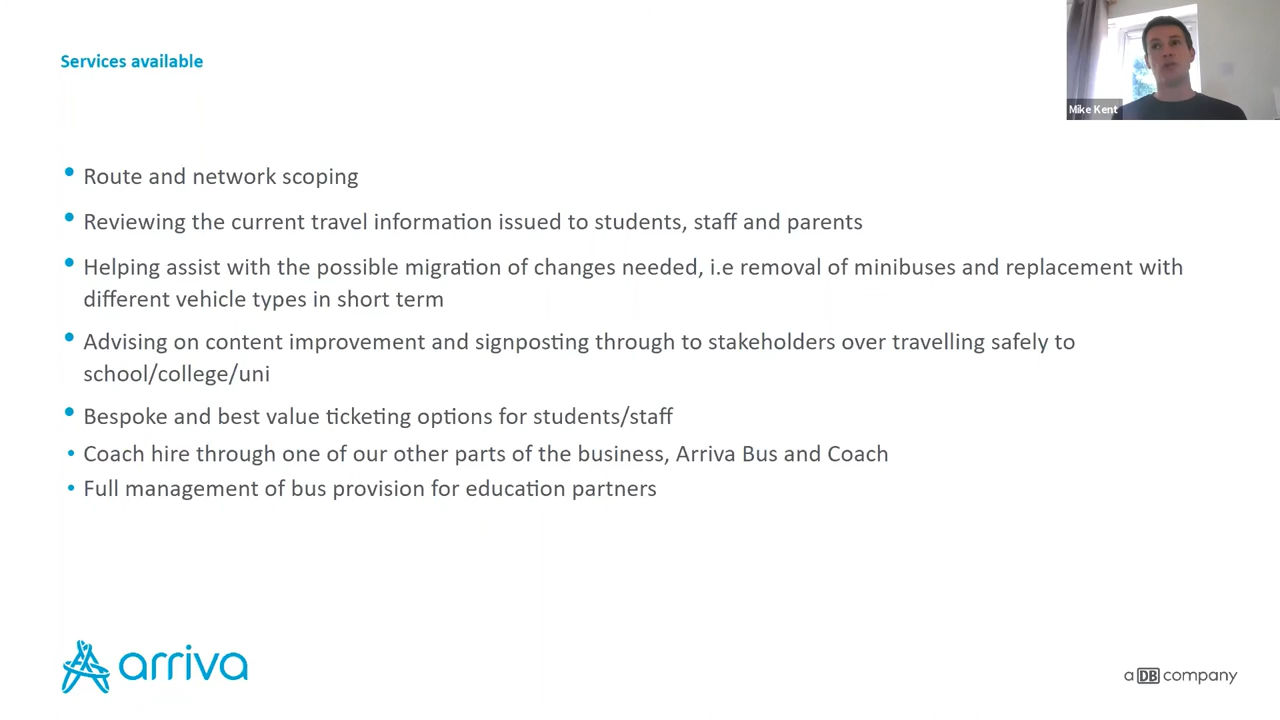 Services available
Mike Kent
• Route and network scoping
• Reviewing the current travel information issued to students, staff and parents
• Helping assist with the possible migration of changes needed, i.e removal of minibuses and replacement with
different vehicle types in short term
• Advising on content improvement and signposting through to stakeholders over travelling safely to
school/college/uni
• Bespoke and best value ticketing options for students/staff
• Coach hire through one of our other parts of the business, Arriva Bus and Coach
• Full management of bus provision for education partners
arriva
a DB company